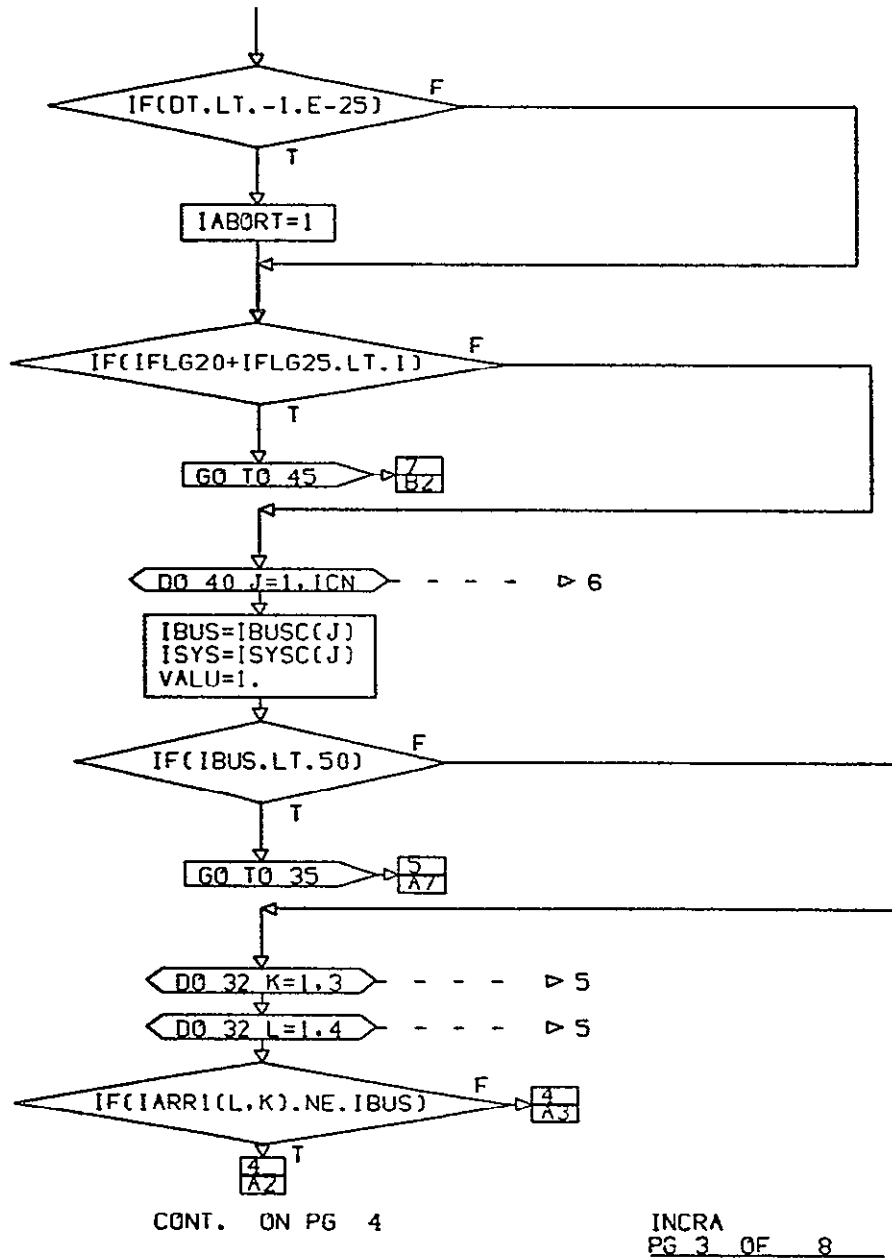 F
IF(DT.LT.-1.E-25)
T
IABORT=1
F
IF(IFLG20+IFLG25.LT.1)
T
GO TO 45
7
B2
DO 40 J=1,ICN
6
IBUS=IBUSC(J)
ISYS=ISYSC(J)
VALU=1.
F
IF(IBUS.LT.50)
T
GO TO 35
5
A7
DO 32 K=1,3
5
DO 32 L=1,4
5
F
IF(IARR1(L,K).NE.IBUS)
4
A3
T
4
A2
CONT. ON PG 4
INCRA
PG 3 OF 8